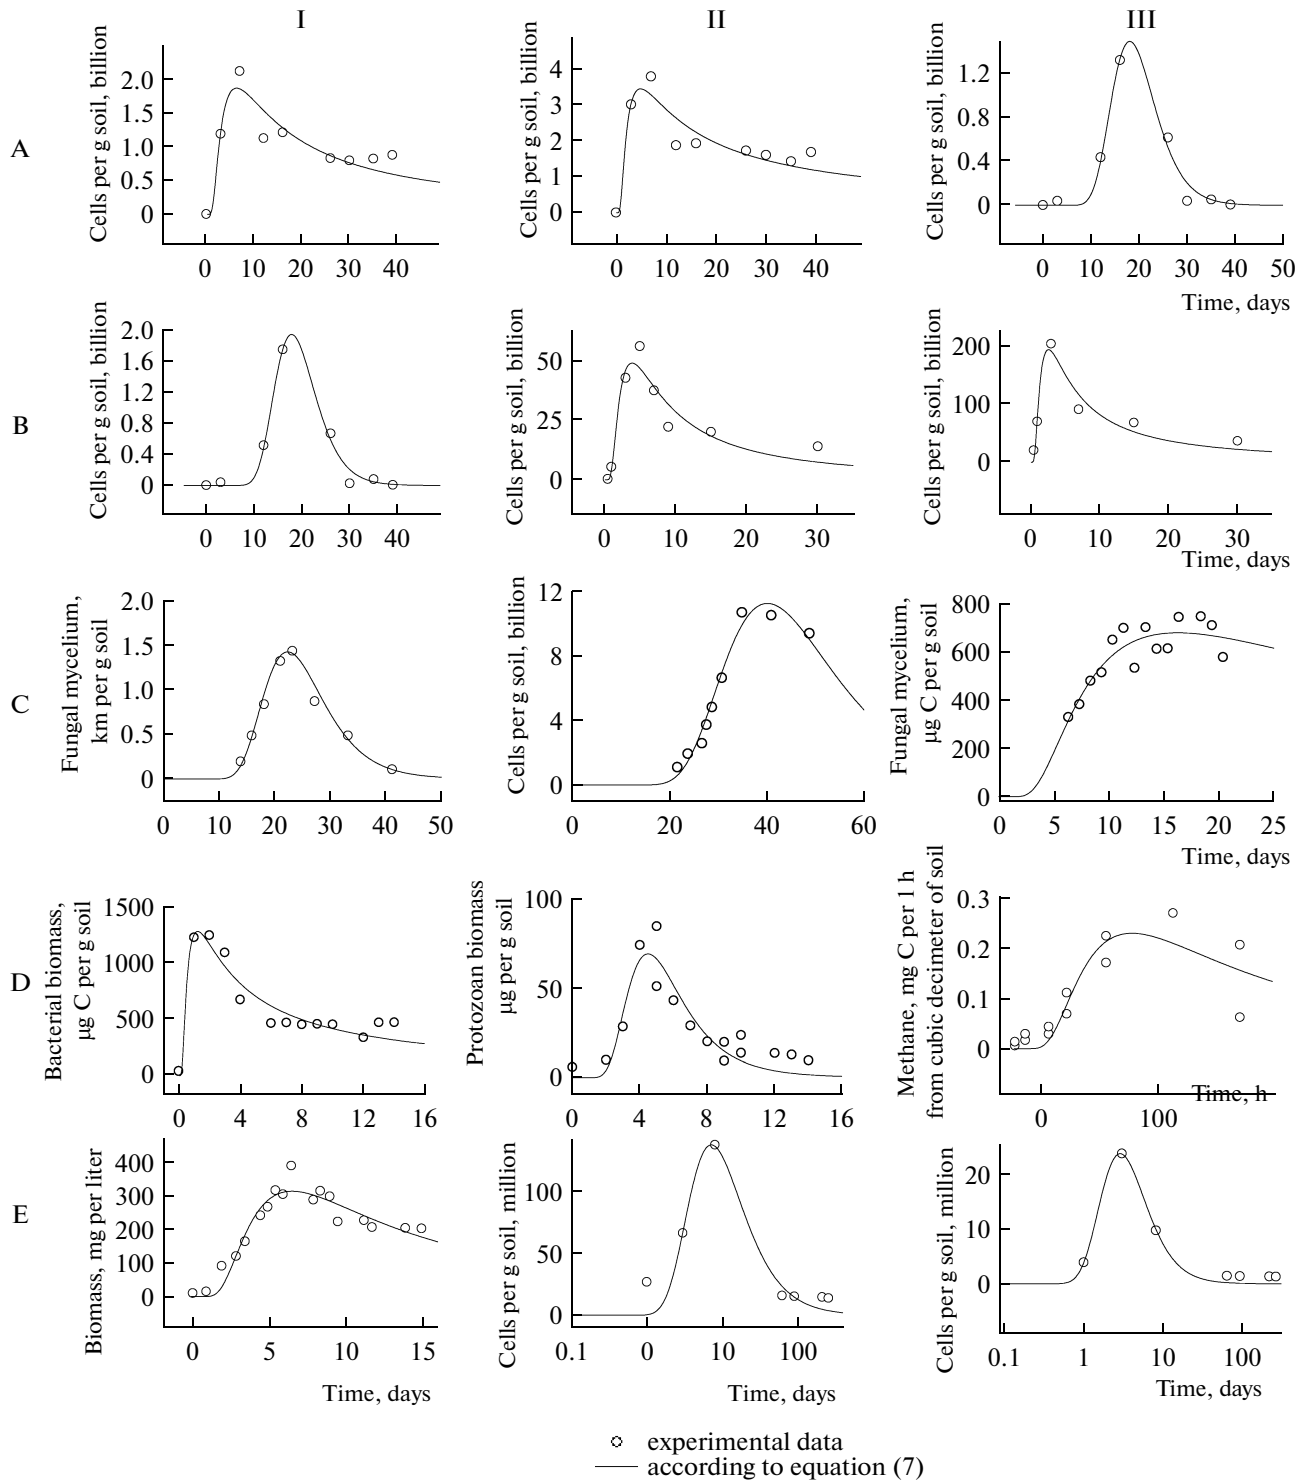 I II III
A
Cells per g soil, billion
2.0
1.5
1.0
0.5
0
0 10 20 30 40
Cells per g soil, billion
4
3
2
1
0
0 10 20 30 40
Cells per g soil, billion
1.2
0.8
0.4
0
0 10 20 30 40 50
Time, days
B
Cells per g soil, billion
2.0
1.6
1.2
0.8
0.4
0
0 10 20 30 40
Cells per g soil, billion
50
25
0
0 10 20 30
Cells per g soil, billion
200
100
0
0 10 20 30
Time, days
C
Fungal mycelium,
km per g soil
2.0
1.5
1.0
0.5
0
0 10 20 30 40 50
Cells per g soil, billion
12
8
4
0
0 20 40 60
Fungal mycelium,
µg C per g soil
800
600
400
200
0
0 5 10 15 20 25
Time, days
D
Bacterial biomass,
µg C per g soil
1500
1000
500
0
0 4 8 12 16
Protozoan biomass
µg per g soil
100
50
0
0 4 8 12 16
Methane, mg C per 1 h
from cubic decimeter of soil
0.3
0.2
0.1
0
0 100
Time, h
E
Biomass, mg per liter
400
300
200
100
0
0 5 10 15
Time, days
Cells per g soil, million
100
50
0
0.1 0 10 100
Time, days
Cells per g soil, million
20
10
0
0.1 1 10 100
Time, days
experimental data
according to equation (7)